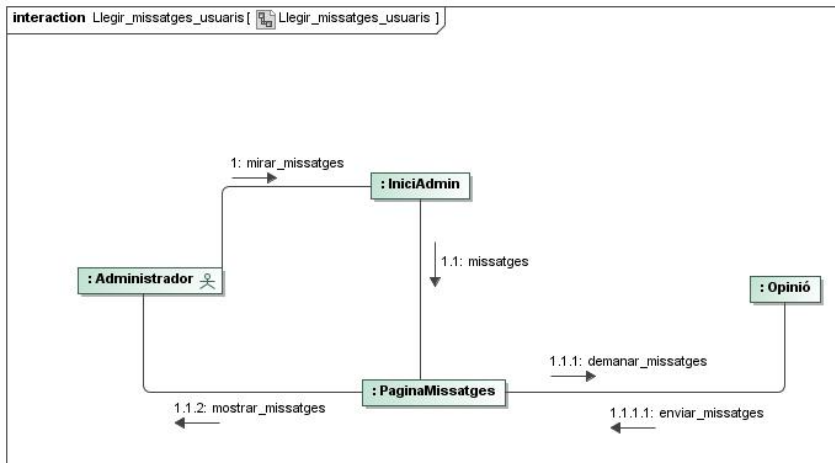 interaction Llegir_missatges_usuaris [ Llegir_missatges_usuaris ]
1: mirar_missatges
: IniciAdmin
1.1: missatges
: Administrador
: Opinió
1.1.1: demanar_missatges
: PaginaMissatges
1.1.2: mostrar_missatges
1.1.1.1: enviar_missatges